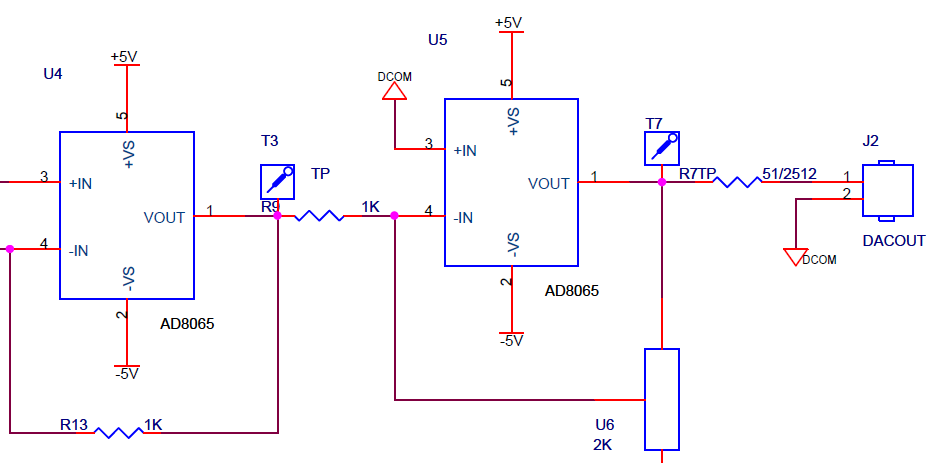 +5V
U5
+5V
U4
DCOM
5
5
+VS
T7
+VS
T3
J2
3
+IN
TP
R7
TP
51/2512
1
3
+IN
VOUT
1
2
R9
1K
VOUT
1
4
-IN
4
-IN
-VS
DACOUT
-VS
DCOM
2
AD8065
2
AD8065
-5V
-5V
R13
1K
U6
2K